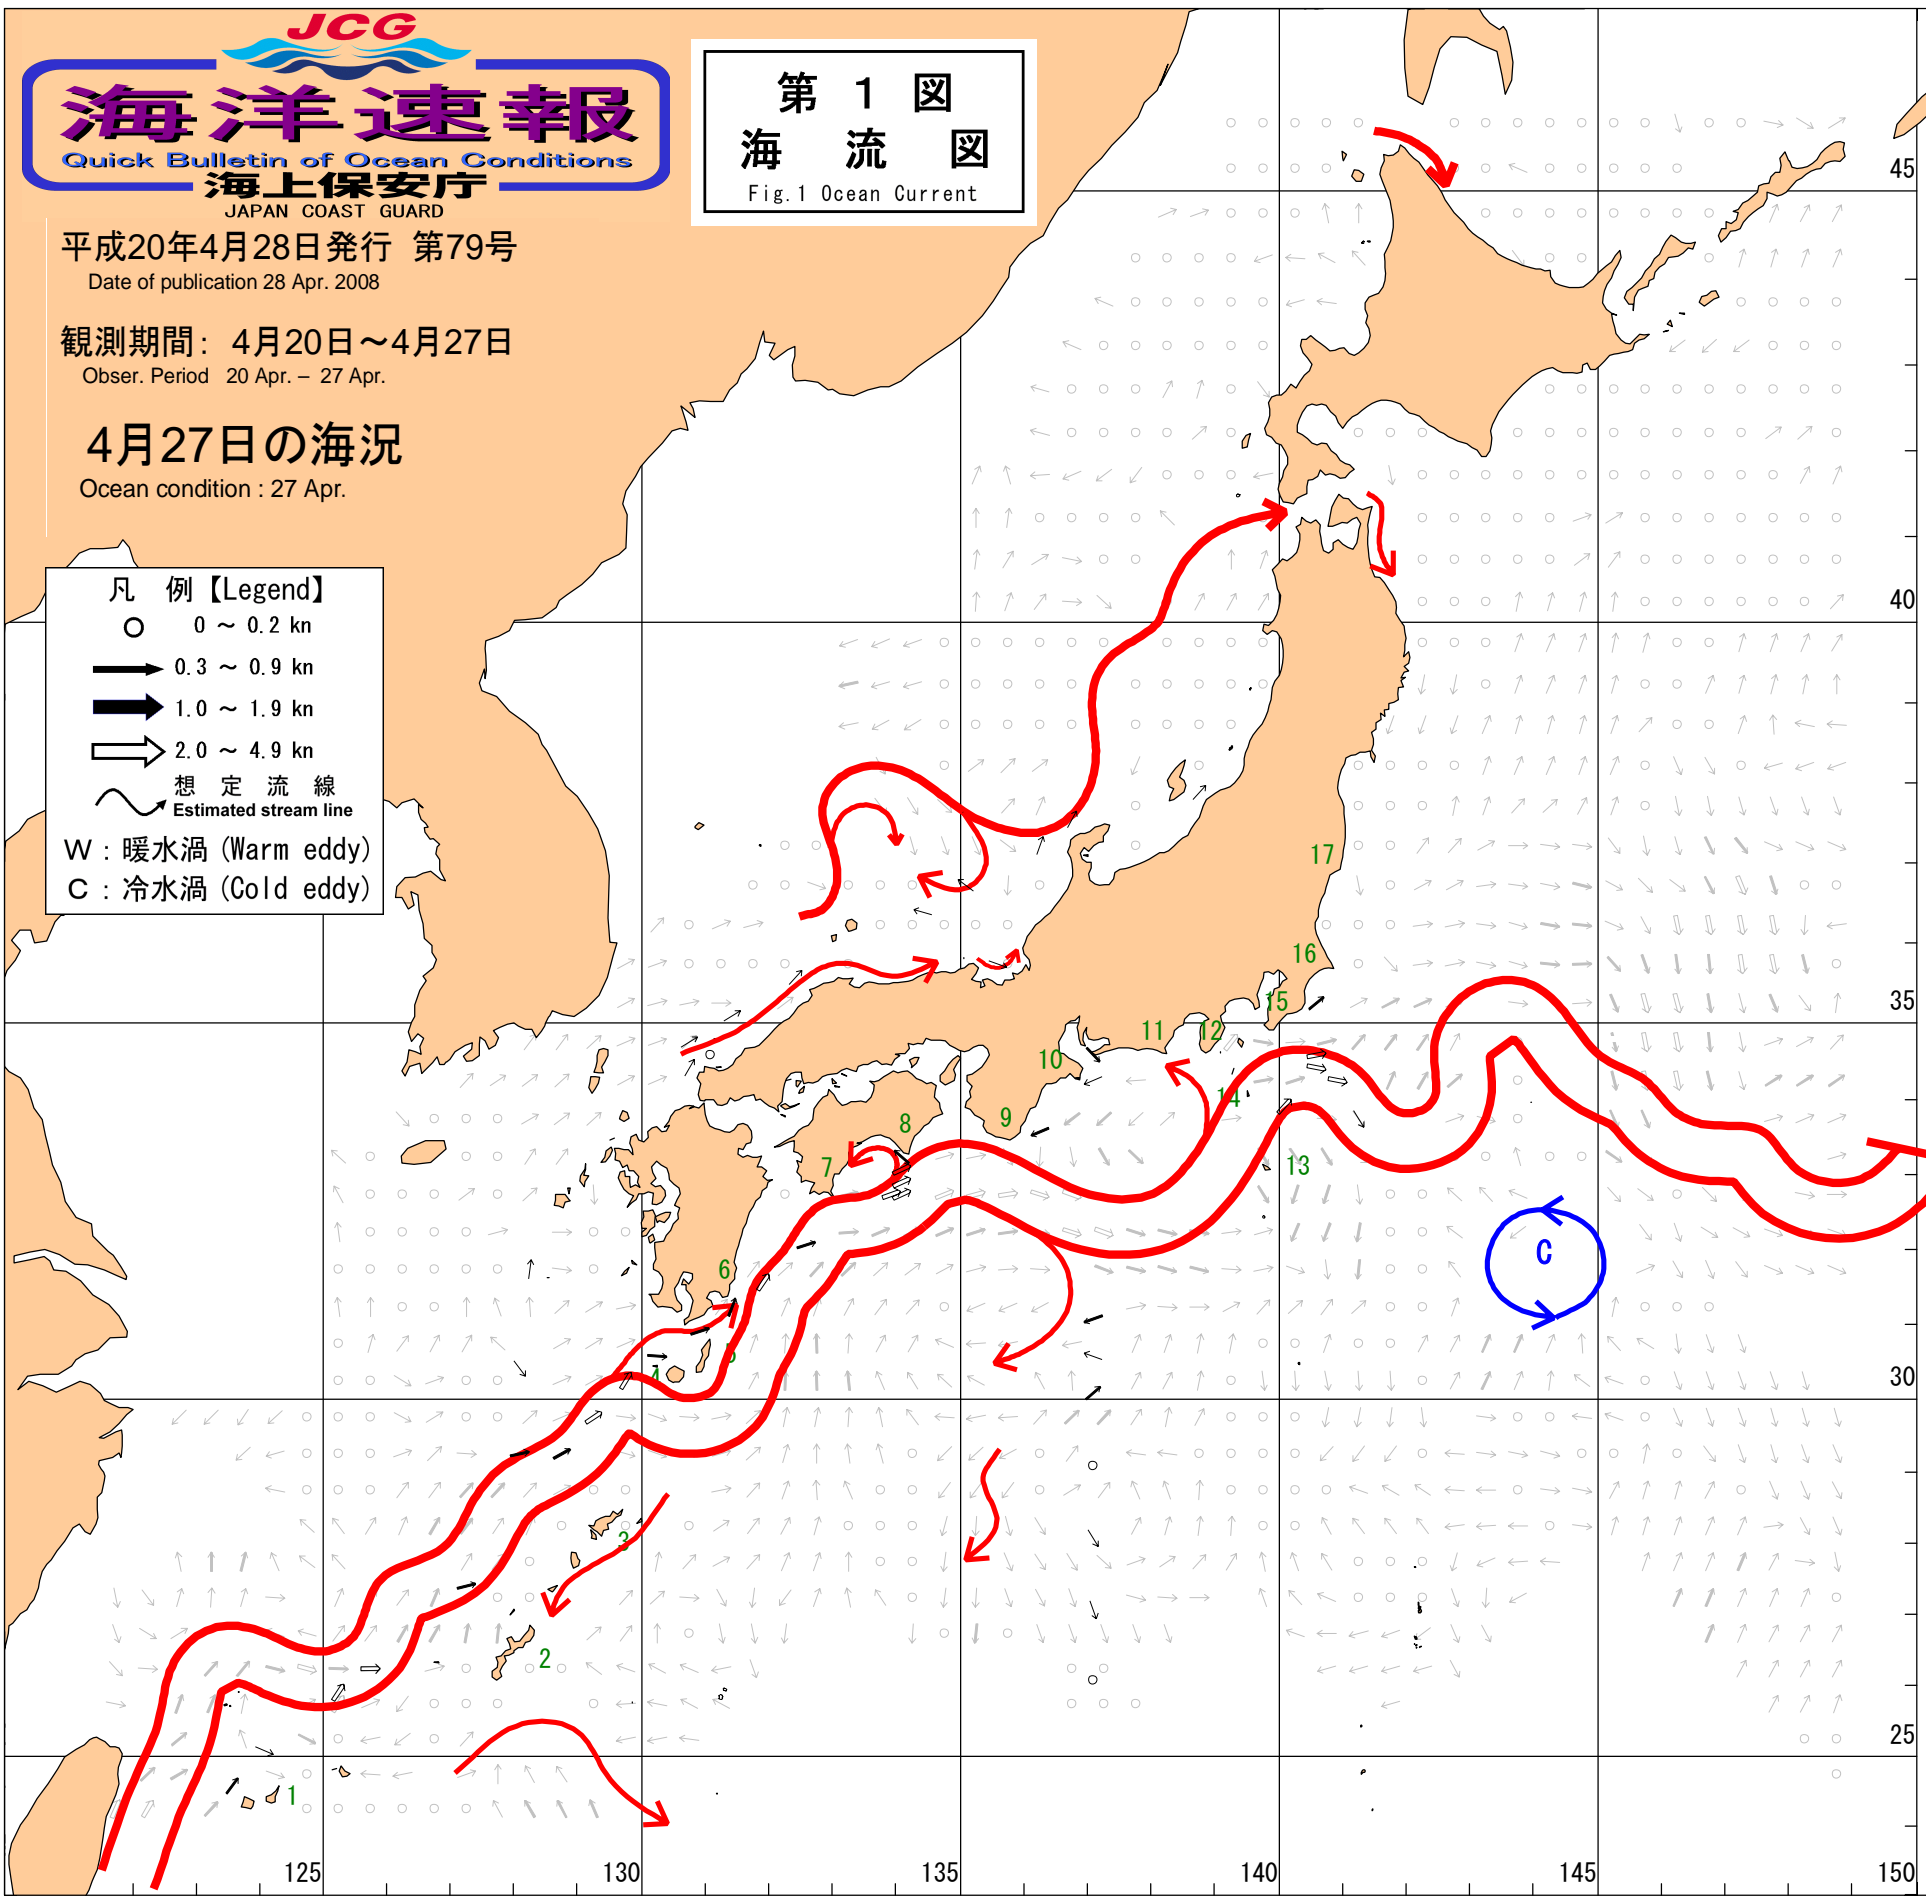 JCG
海洋速報
Quick Bulletin of Ocean Conditions
海上保安庁
JAPAN COAST GUARD
平成20年4月28日発行 第79号
Date of publication 28 Apr. 2008
観測期間: 4月20日～4月27日
Obser. Period 20 Apr. – 27 Apr.
4月27日の海況
Ocean condition : 27 Apr.
第 1 図
海 流 図
Fig.1 Ocean Current
凡 例【Legend】
0 ～ 0.2 kn
0.3 ～ 0.9 kn
1.0 ～ 1.9 kn
2.0 ～ 4.9 kn
想 定 流 線
Estimated stream line
W : 暖水渦 (Warm eddy)
C : 冷水渦 (Cold eddy)
45
40
17
16
35
15
12
11
10
14
9
8
7
13
C
6
5
4
30
3
2
25
1
125
130
135
140
145
150